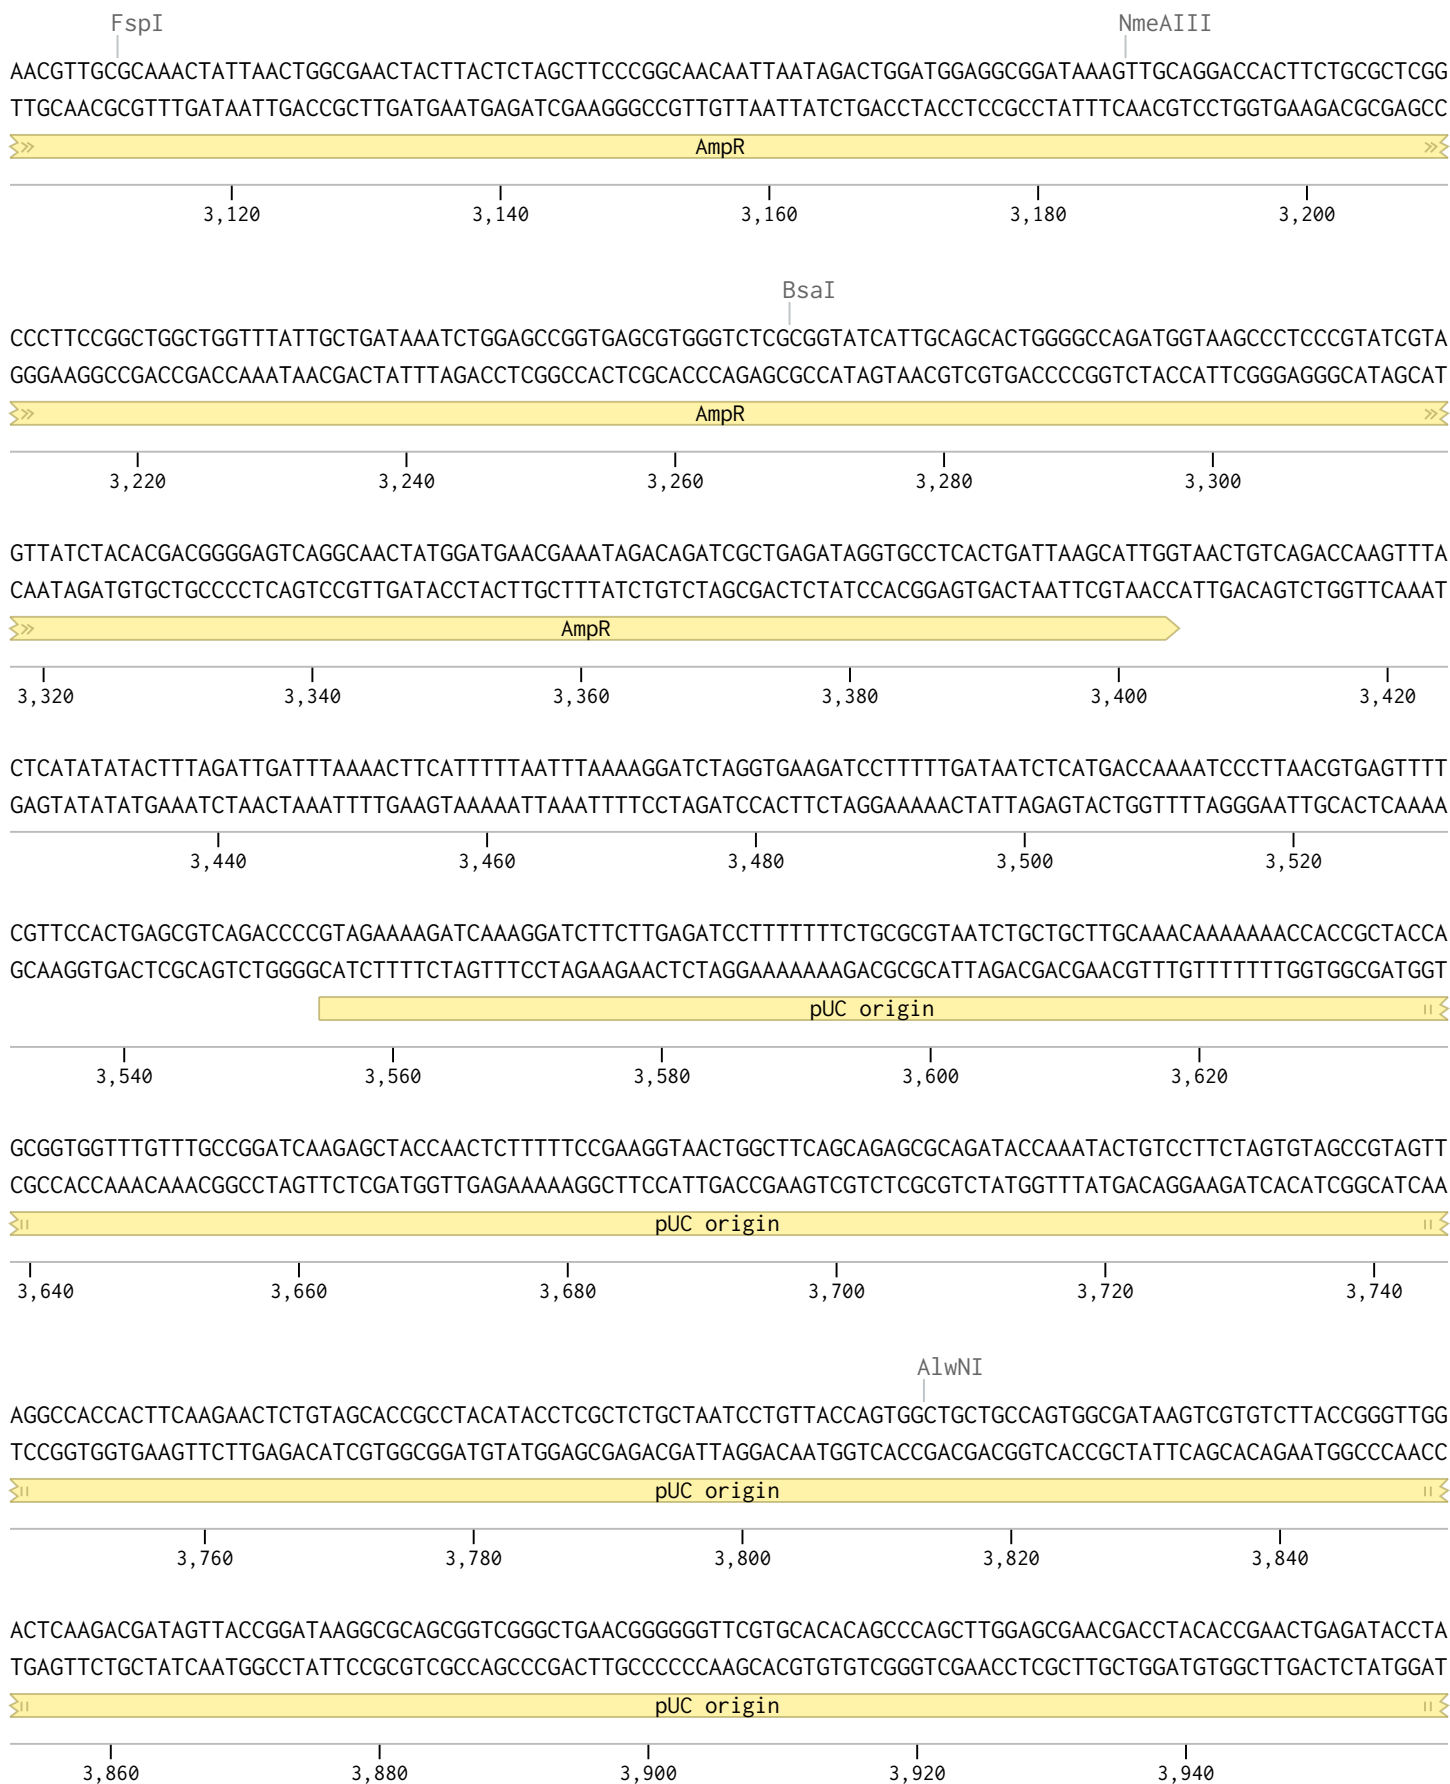 FspI NmeAIII
AACGTTGCGCAAACTATTAACTGGCGAACTACTTACTCTAGCTTCCCGGCAACAATTAATAGACTGGATGGAGGCGGATAAAGTTGCAGGACCACTTCTGCGCTCGG
TTGCAACGCGTTTGATAATTGACCGCTTGATGAATGAGATCGAAGGGCCGTTGTTAATTATCTGACCTACCTCCGCCTATTTCAACGTCCTGGTGAAGACGCGAGCC
AmpR
3,120 3,140 3,160 3,180 3,200
BsaI
CCCTTCCGGCTGGCTGGTTTATTGCTGATAAATCTGGAGCCGGTGAGCGTGGGTCTCGCGGTATCATTGCAGCACTGGGGCCAGATGGTAAGCCCTCCCGTATCGTA
GGGAAGGCCGACCGACCAAATAACGACTATTTAGACCTCGGCCACTCGCACCCAGAGCGCCATAGTAACGTCGTGACCCCGGTCTACCATTCGGGAGGGCATAGCAT
AmpR
3,220 3,240 3,260 3,280 3,300
GTTATCTACACGACGGGGAGTCAGGCAACTATGGATGAACGAAATAGACAGATCGCTGAGATAGGTGCCTCACTGATTAAGCATTGGTAACTGTCAGACCAAGTTTA
CAATAGATGTGCTGCCCCTCAGTCCGTTGATACCTACTTGCTTTATCTGTCTAGCGACTCTATCCACGGAGTGACTAATTCGTAACCATTGACAGTCTGGTTCAAAT
AmpR
3,320 3,340 3,360 3,380 3,400 3,420
CTCATATATACTTTAGATTGATTTAAAACTTCATTTTTAATTTAAAAGGATCTAGGTGAAGATCCTTTTTGATAATCTCATGACCAAAATCCCTTAACGTGAGTTTT
GAGTATATATGAAATCTAACTAAATTTTGAAGTAAAAATTAAATTTTCCTAGATCCACTTCTAGGAAAAACTATTAGAGTACTGGTTTTAGGGAATTGCACTCAAAA
3,440 3,460 3,480 3,500 3,520
CGTTCCACTGAGCGTCAGACCCCGTAGAAAAGATCAAAGGATCTTCTTGAGATCCTTTTTTTCTGCGCGTAATCTGCTGCTTGCAAACAAAAAAACCACCGCTACCA
GCAAGGTGACTCGCAGTCTGGGGCATCTTTTCTAGTTTCCTAGAAGAACTCTAGGAAAAAAAGACGCGCATTAGACGACGAACGTTTGTTTTTTTGGTGGCGATGGT
pUC origin
3,540 3,560 3,580 3,600 3,620
GCGGTGGTTTGTTTGCCGGATCAAGAGCTACCAACTCTTTTTCCGAAGGTAACTGGCTTCAGCAGAGCGCAGATACCAAATACTGTCCTTCTAGTGTAGCCGTAGTT
CGCCACCAAACAAACGGCCTAGTTCTCGATGGTTGAGAAAAAGGCTTCCATTGACCGAAGTCGTCTCGCGTCTATGGTTTATGACAGGAAGATCACATCGGCATCAA
pUC origin
3,640 3,660 3,680 3,700 3,720 3,740
AlwNI
AGGCCACCACTTCAAGAACTCTGTAGCACCGCCTACATACCTCGCTCTGCTAATCCTGTTACCAGTGGCTGCTGCCAGTGGCGATAAGTCGTGTCTTACCGGGTTGG
TCCGGTGGTGAAGTTCTTGAGACATCGTGGCGGATGTATGGAGCGAGACGATTAGGACAATGGTCACCGACGACGGTCACCGCTATTCAGCACAGAATGGCCCAACC
pUC origin
3,760 3,780 3,800 3,820 3,840
ACTCAAGACGATAGTTACCGGATAAGGCGCAGCGGTCGGGCTGAACGGGGGGTTCGTGCACACAGCCCAGCTTGGAGCGAACGACCTACACCGAACTGAGATACCTA
TGAGTTCTGCTATCAATGGCCTATTCCGCGTCGCCAGCCCGACTTGCCCCCCAAGCACGTGTGTCGGGTCGAACCTCGCTTGCTGGATGTGGCTTGACTCTATGGAT
pUC origin
3,860 3,880 3,900 3,920 3,940